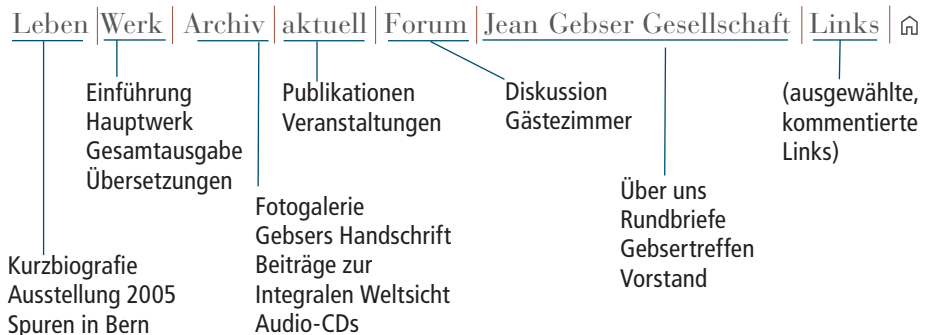 Leben Werk Archiv aktuell Forum Jean Gebser Gesellschaft Links
Einführung
Hauptwerk
Gesamtausgabe
Übersetzungen
Publikationen
Veranstaltungen
Diskussion
Gästezimmer
(ausgewählte,
kommentierte
Links)
Kurzbiografie
Ausstellung 2005
Spuren in Bern
Fotogalerie
Gebsers Handschrift
Beiträge zur
Integralen Weltsicht
Audio-CDs
Über uns
Rundbriefe
Gebsertreffen
Vorstand